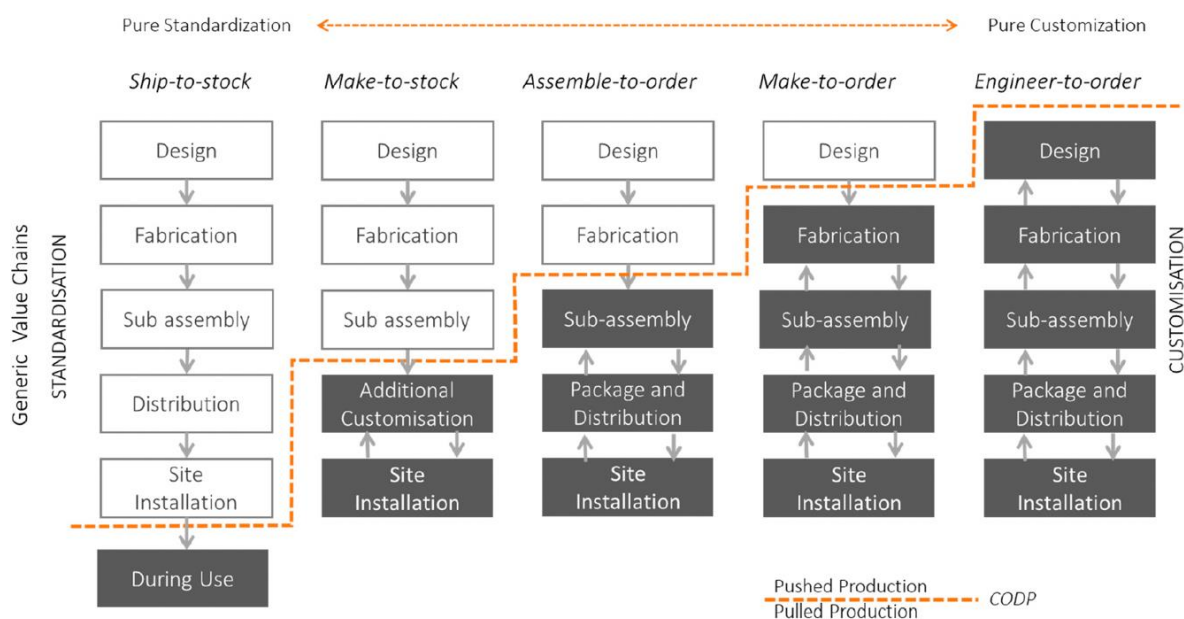 Pure Standardization
Pure Customization
Ship-to-stock
Make-to-stock
Assemble-to-order
Make-to-order
Engineer-to-order
Generic Value Chains
STANDARDISATION
Design
Fabrication
Sub assembly
Distribution
Site
Installation
During Use
Design
Fabrication
Sub assembly
Additional
Customisation
Site
Installation
Design
Fabrication
Sub-assembly
Package and
Distribution
Site
Installation
Design
Fabrication
Sub-assembly
Package and
Distribution
Site
Installation
Design
Fabrication
Sub-assembly
Package and
Distribution
Site
Installation
CUSTOMISATION
Pushed Production
Pulled Production
CODP